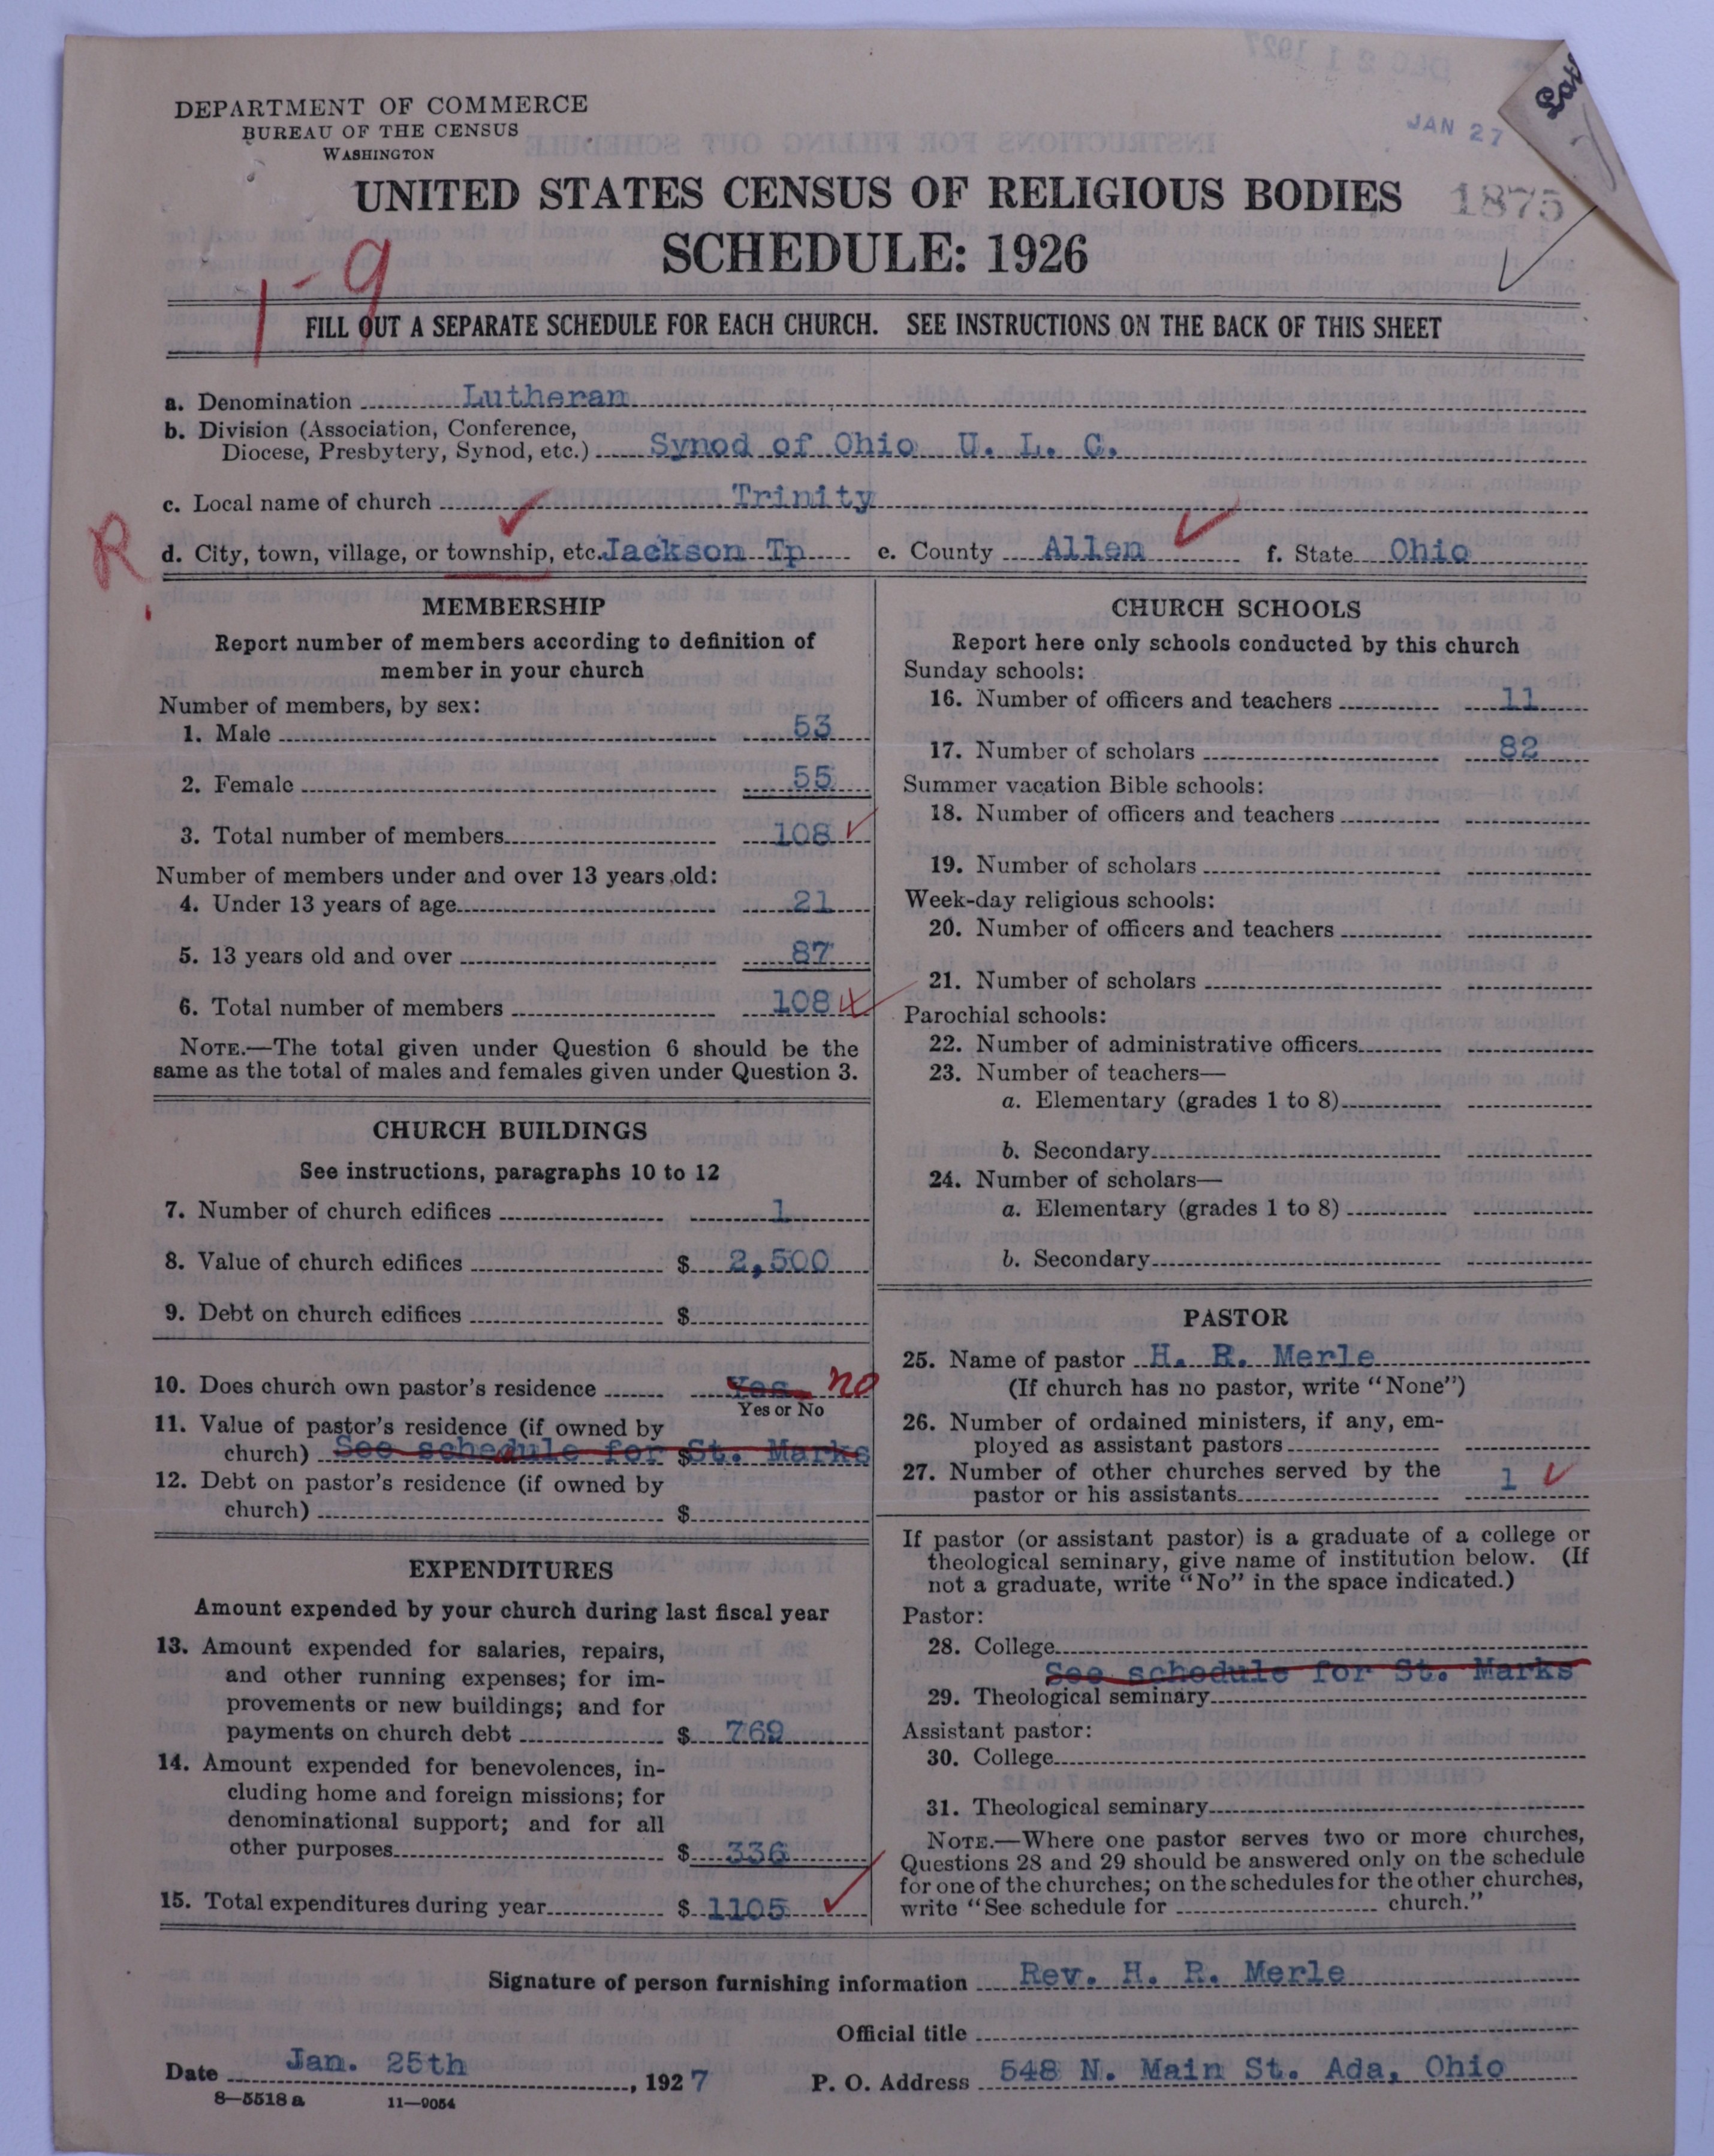 DEC 21 1927
JAN 27
DEPARTMENT OF COMMERCE
BUREAU OF THE CENSUS
WASHINGTON
UNITED STATES CENSUS OF RELIGIOUS BODIES
1875
SCHEDULE: 1926
1-9
FILL OUT A SEPARATE SCHEDULE FOR EACH CHURCH. SEE INSTRUCTIONS ON THE BACK OF THIS SHEET
a. Denomination Lutheran
b. Division (Association, Conference,
Diocese, Presbytery, Synod, etc.) Synod of Ohio U. L. C.
c. Local name of church Trinity
R
d. City, town, village, or township, etc. Jackson Tp e. County Allen f. State Ohio
MEMBERSHIP
Report number of members according to definition of
member in your church
Number of members, by sex:
1. Male 53
2. Female 55
3. Total number of members 108
Number of members under and over 13 years old:
4. Under 13 years of age 21
5. 13 years old and over 87
6. Total number of members 108
NOTE.—The total given under Question 6 should be the
same as the total of males and females given under Question 3.
CHURCH BUILDINGS
See instructions, paragraphs 10 to 12
7. Number of church edifices 1
8. Value of church edifices $ 2,500
9. Debt on church edifices $
10. Does church own pastor's residence Yes no
Yes or No
11. Value of pastor's residence (if owned by
church) See schedule for $ St. Marks
12. Debt on pastor's residence (if owned by
church) $
EXPENDITURES
Amount expended by your church during last fiscal year
13. Amount expended for salaries, repairs,
and other running expenses; for im-
provements or new buildings; and for
payments on church debt $ 769
14. Amount expended for benevolences, in-
cluding home and foreign missions; for
denominational support; and for all
other purposes $ 336
15. Total expenditures during year $ 1105
CHURCH SCHOOLS
Report here only schools conducted by this church
Sunday schools:
16. Number of officers and teachers 11
17. Number of scholars 82
Summer vacation Bible schools:
18. Number of officers and teachers
19. Number of scholars
Week-day religious schools:
20. Number of officers and teachers
21. Number of scholars
Parochial schools:
22. Number of administrative officers
23. Number of teachers—
a. Elementary (grades 1 to 8)
b. Secondary
24. Number of scholars—
a. Elementary (grades 1 to 8)
b. Secondary
PASTOR
25. Name of pastor H. R. Merle
(If church has no pastor, write "None")
26. Number of ordained ministers, if any, em-
ployed as assistant pastors
27. Number of other churches served by the
pastor or his assistants 1
If pastor (or assistant pastor) is a graduate of a college or
theological seminary, give name of institution below. (If
not a graduate, write "No" in the space indicated.)
Pastor:
28. College
See schedule for St. Marks
29. Theological seminary
Assistant pastor:
30. College
31. Theological seminary
NOTE.—Where one pastor serves two or more churches,
Questions 28 and 29 should be answered only on the schedule
for one of the churches; on the schedules for the other churches,
write "See schedule for church."
Signature of person furnishing information Rev. H. R. Merle
Official title
Date Jan. 25th, 1927 P. O. Address 548 N. Main St. Ada, Ohio
8—5518 a 11—9054